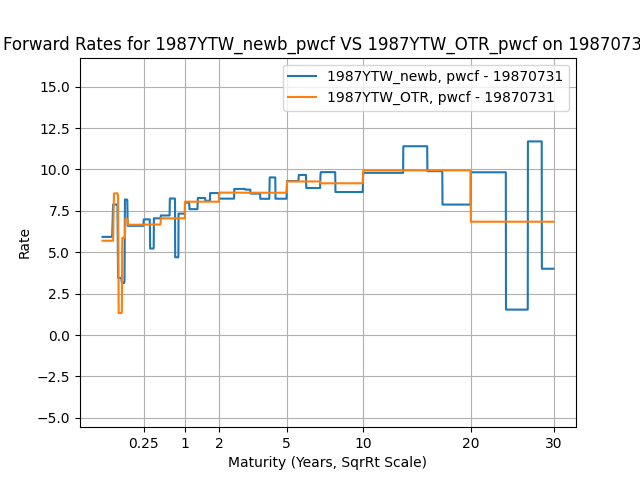 Forward Rates for 1987YTW_newb_pwcf VS 1987YTW_OTR_pwcf on 1987073
1987YTW_newb, pwcf - 19870731
1987YTW_OTR, pwcf - 19870731
15.0
12.5
10.0
7.5
5.0
2.5
0.0
−2.5
−5.0
Rate
0.25 1 2 5 10 20 30
Maturity (Years, SqrRt Scale)